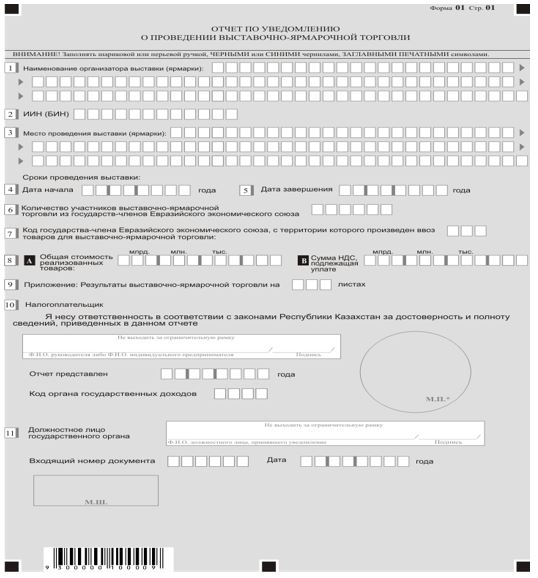 Форма 01 Стр. 01
ОТЧЕТ ПО УВЕДОМЛЕНИЮ
О ПРОВЕДЕНИИ ВЫСТАВОЧНО-ЯРМАРОЧНОЙ ТОРГОВЛИ
ВНИМАНИЕ! Заполнять шариковой или перьевой ручкой, ЧЕРНЫМИ или СИНИМИ чернилами, ЗАГЛАВНЫМИ ПЕЧАТНЫМИ символами.
1 Наименование организатора выставки (ярмарки):
2 ИИН (БИН)
3 Место проведения выставки (ярмарки):
Сроки проведения выставки:
4 Дата начала года 5 Дата завершения года
6 Количество участников выставочно-ярмарочной
торговли из государств-членов Евразийского экономического союза
7 Код государства-члена Евразийского экономического союза, с территории которого произведен ввоз
товаров для выставочно-ярмарочной торговли:
млрд. млн. тыс. млрд. млн. тыс.
8 A Общая стоимость B Сумма НДС,
реализованных подлежащая
товаров: уплате
9 Приложение: Результаты выставочно-ярмарочной торговли на листах
10 Налогоплательщик
Я несу ответственность в соответствии с законами Республики Казахстан за достоверность и полноту
сведений, приведенных в данном отчете
Не выходить за ограничительную рамку
Ф.И.О. руководителя либо Ф.И.О. индивидуального предпринимателя / Подпись /
Отчет представлен года
Код органа государственных доходов
М.П.*
11 Должностное лицо
государственного органа
Не выходить за ограничительную рамку
Ф.И.О. должностного лица, принявшего уведомление / Подпись /
Входящий номер документа Дата года
М.Ш.
9 300000 100009